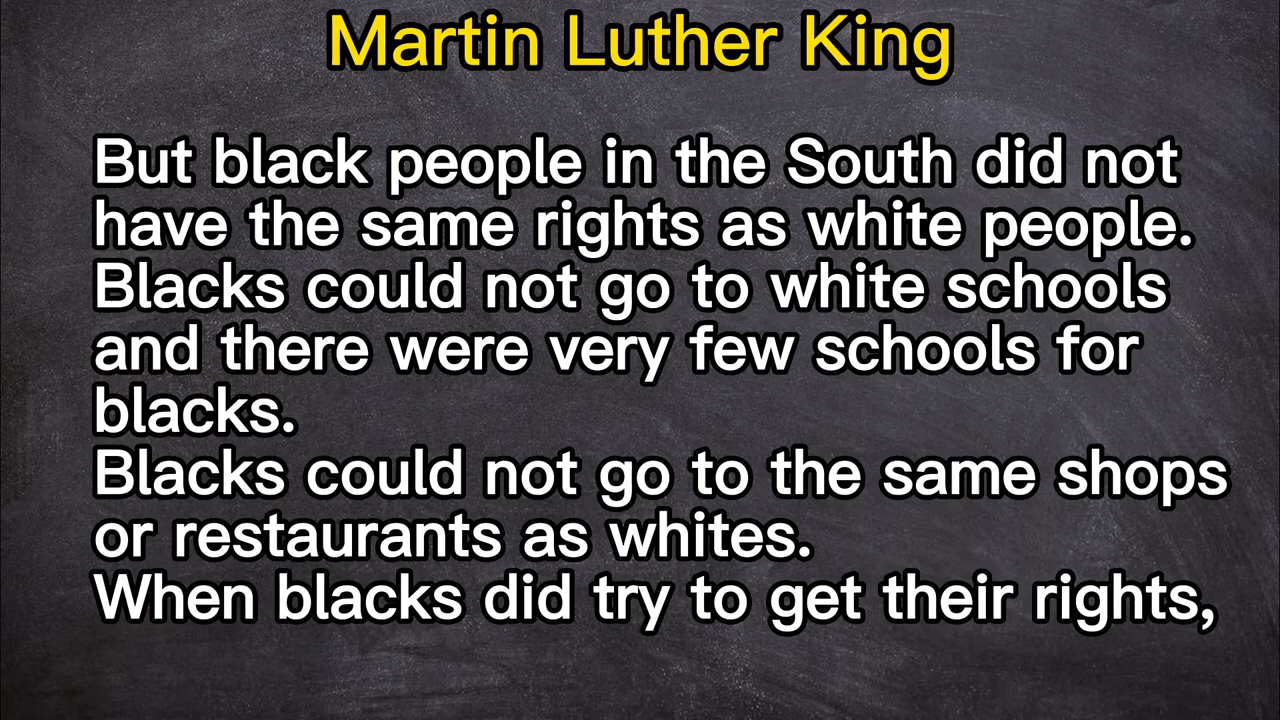 Martin Luther King
But black people in the South did not
have the same rights as white people.
Blacks could not go to white schools
and there were very few schools for
blacks.
Blacks could not go to the same shops
or restaurants as whites.
When blacks did try to get their rights,